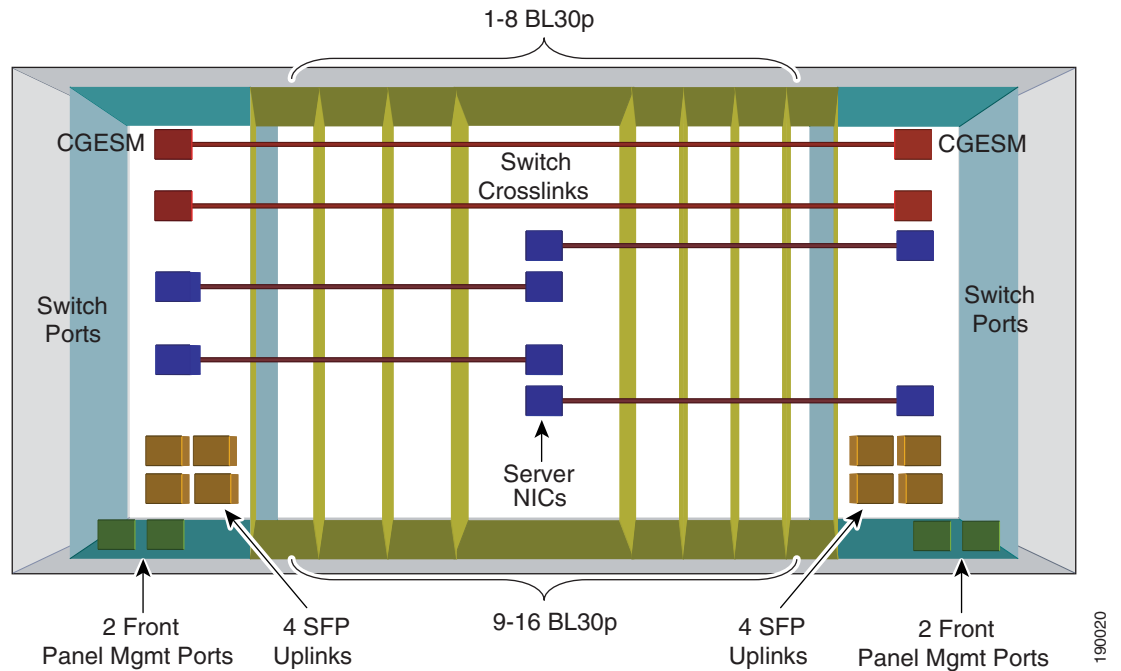 1-8 BL30p
CGESM
CGESM
Switch
Crosslinks
Switch
Ports
Switch
Ports
Server
NICs
9-16 BL30p
2 Front
Panel Mgmt Ports
4 SFP
Uplinks
4 SFP
Uplinks
2 Front
Panel Mgmt Ports
190020